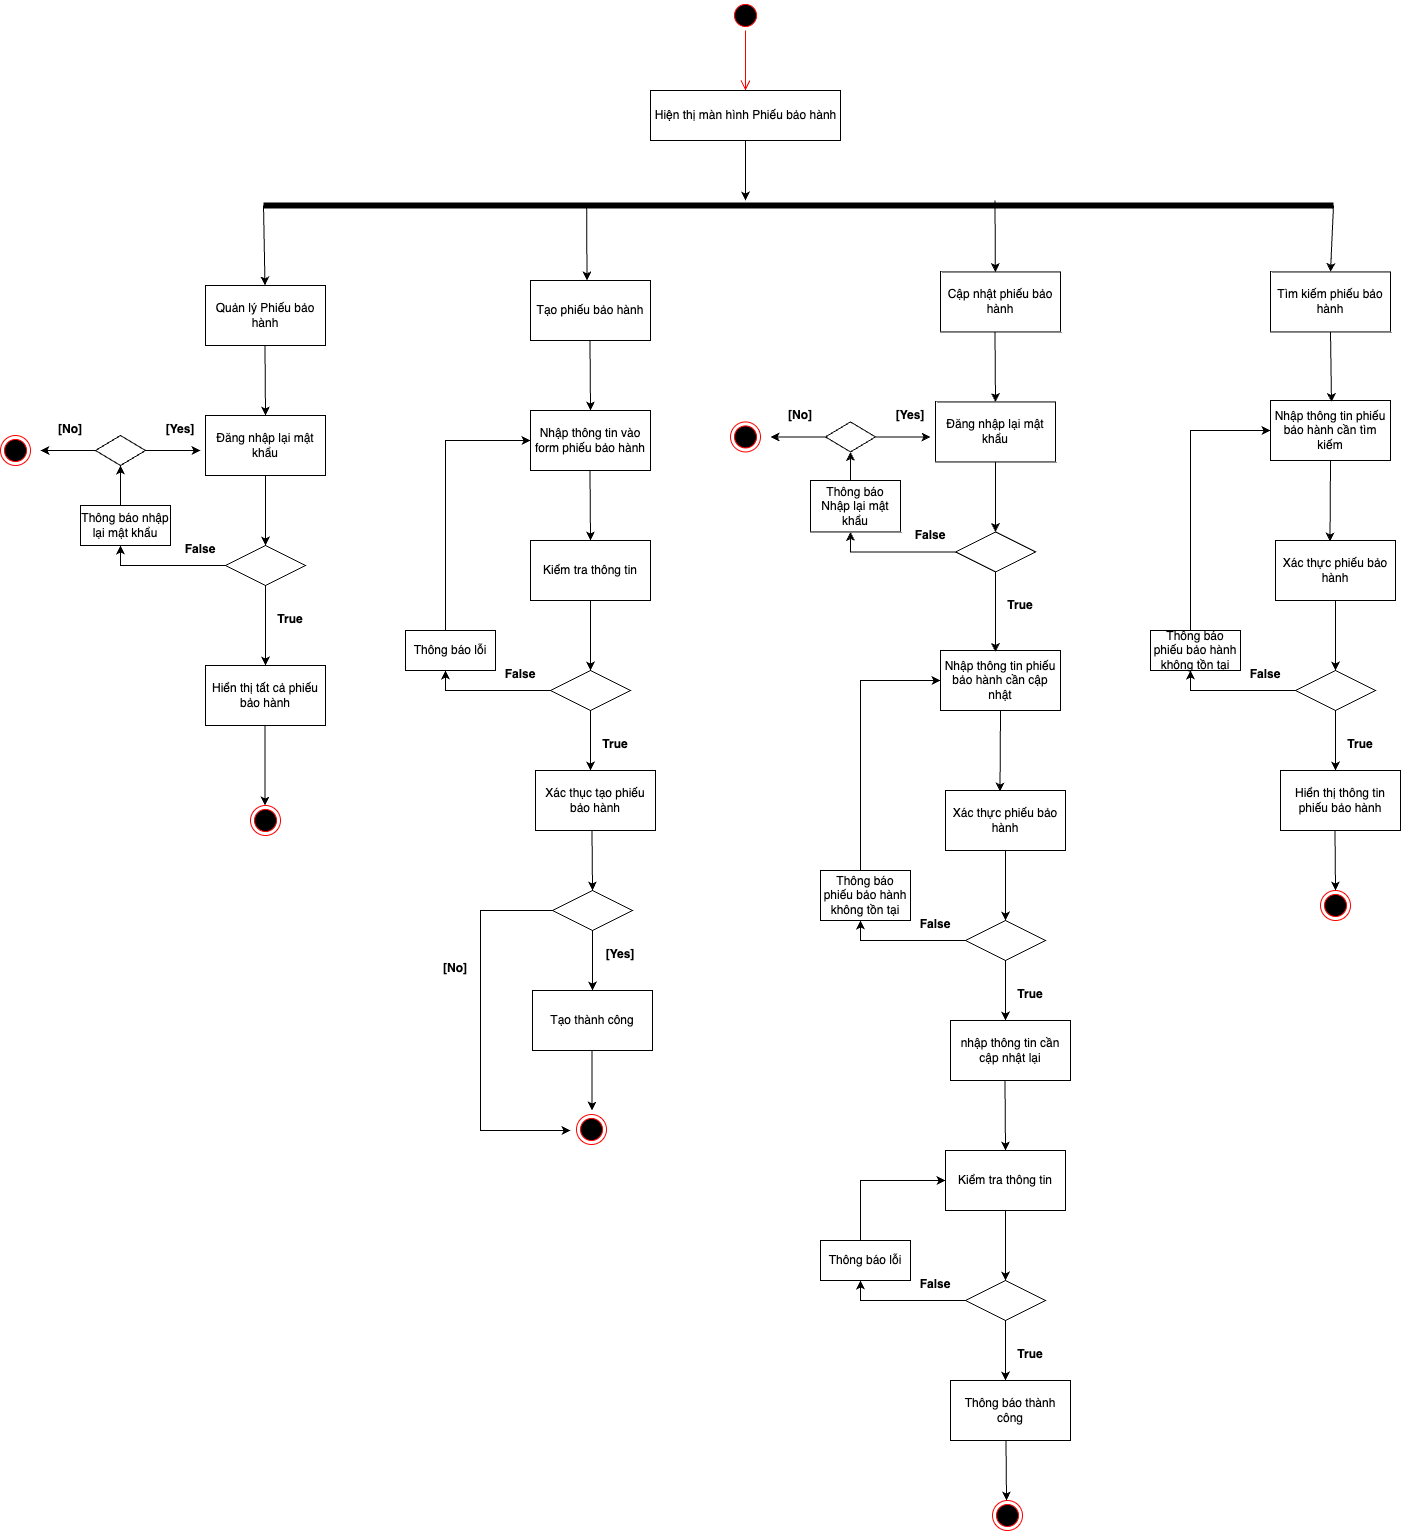 Hiện thị màn hình Phiếu bảo hành
Quản lý Phiếu bảo
hành
Đăng nhập lại mật
khẩu
[No]
[Yes]
Thông báo nhập
lại mật khẩu
False
True
Hiển thị tất cả phiếu
bảo hành
Tạo phiếu bảo hành
Nhập thông tin vào
form phiếu bảo hành
Kiểm tra thông tin
Thông báo lỗi
False
True
Xác thục tạo phiếu
bảo hành
[No]
[Yes]
Tạo thành công
Cập nhật phiếu bảo
hành
Đăng nhập lại mật
khẩu
[No]
[Yes]
Thông báo
Nhập lại mật
khẩu
False
True
Nhập thông tin phiếu
bảo hành cần cập
nhật
Xác thực phiếu bảo
hành
Thông báo
phiếu bảo hành
không tồn tại
False
True
nhập thông tin cần
cập nhật lại
Kiểm tra thông tin
Thông báo lỗi
False
True
Thông báo thành
công
Tìm kiếm phiếu bảo
hành
Nhập thông tin phiếu
bảo hành cần tìm
kiếm
Xác thực phiếu bảo
hành
Thông báo
phiếu bảo hành
không tồn tại
False
True
Hiển thị thông tin
phiếu bảo hành